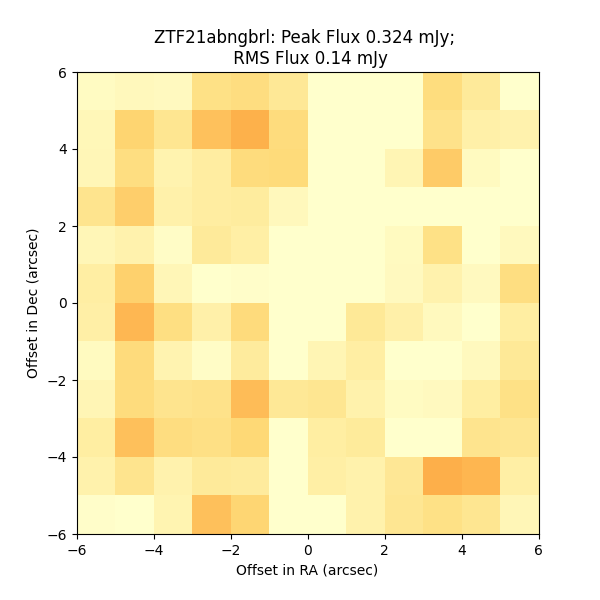 ZTF21abngbrl: Peak Flux 0.324 mJy;
RMS Flux 0.14 mJy
6
4
2
0
−2
−4
−6
Offset in Dec (arcsec)
−6 −4 −2 0 2 4 6
Offset in RA (arcsec)